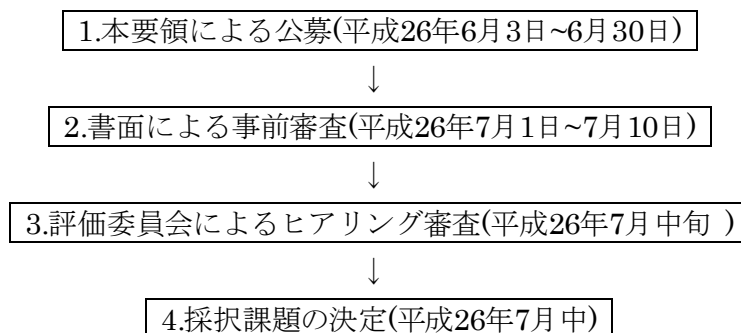 1.本要領による公募(平成26年6月3日~6月30日)
↓
2.書面による事前審査(平成26年7月1日~7月10日)
↓
3.評価委員会によるヒアリング審査(平成26年7月中旬 )
↓
4.採択課題の決定(平成26年7月中)